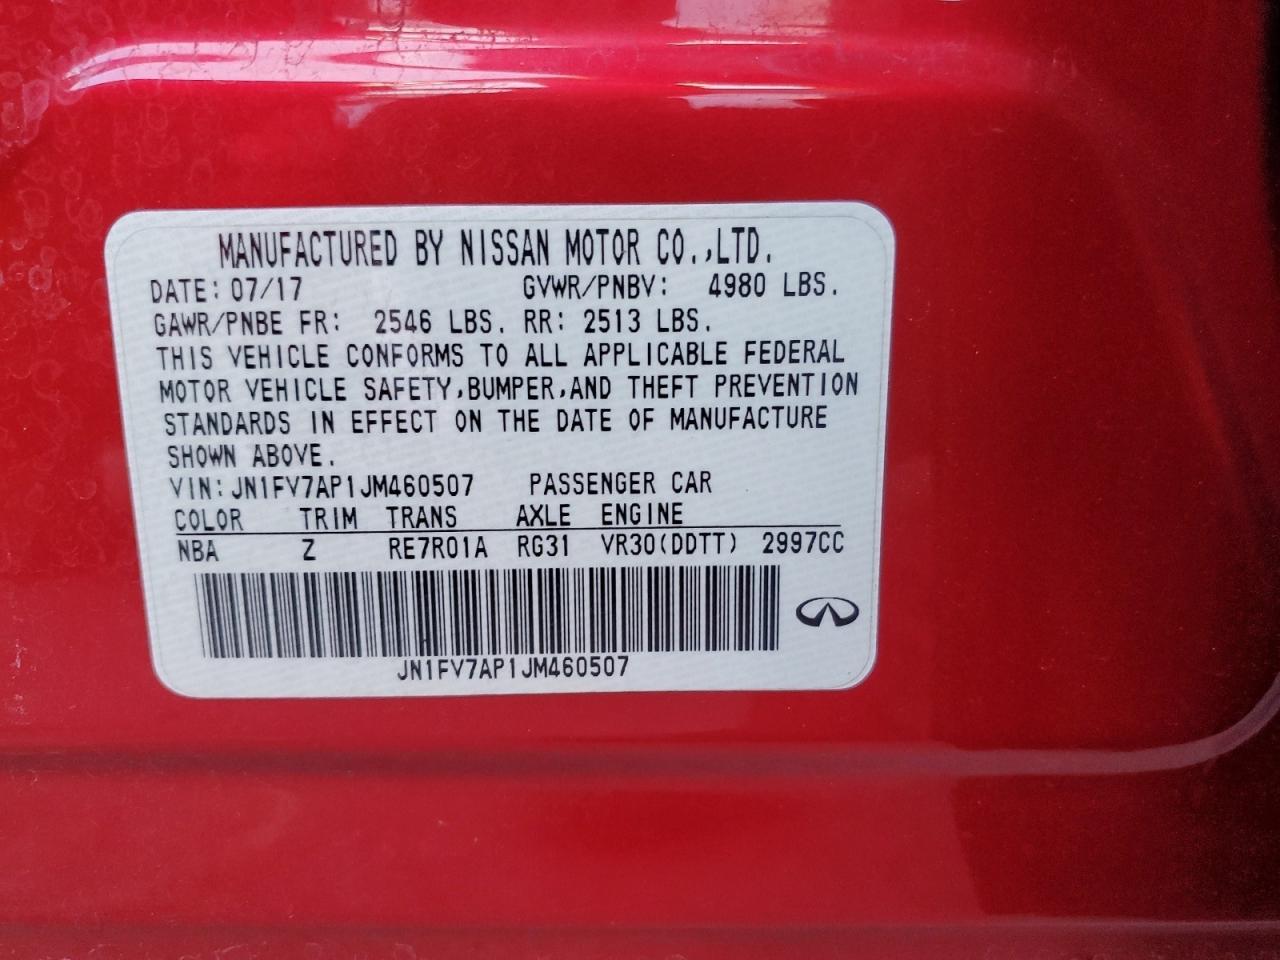 MANUFACTURED BY NISSAN MOTOR CO.,LTD.
DATE: 07/17 GVWR/PNBV: 4980 LBS.
GAWR/PNBE FR: 2546 LBS. RR: 2513 LBS.
THIS VEHICLE CONFORMS TO ALL APPLICABLE FEDERAL
MOTOR VEHICLE SAFETY,BUMPER,AND THEFT PREVENTION
STANDARDS IN EFFECT ON THE DATE OF MANUFACTURE
SHOWN ABOVE.
VIN:JN1FV7AP1JM460507 PASSENGER CAR
COLOR TRIM TRANS AXLE ENGINE
NBA Z RE7R01A RG31 VR30(DDTT) 2997CC
JN1FV7AP1JM460507